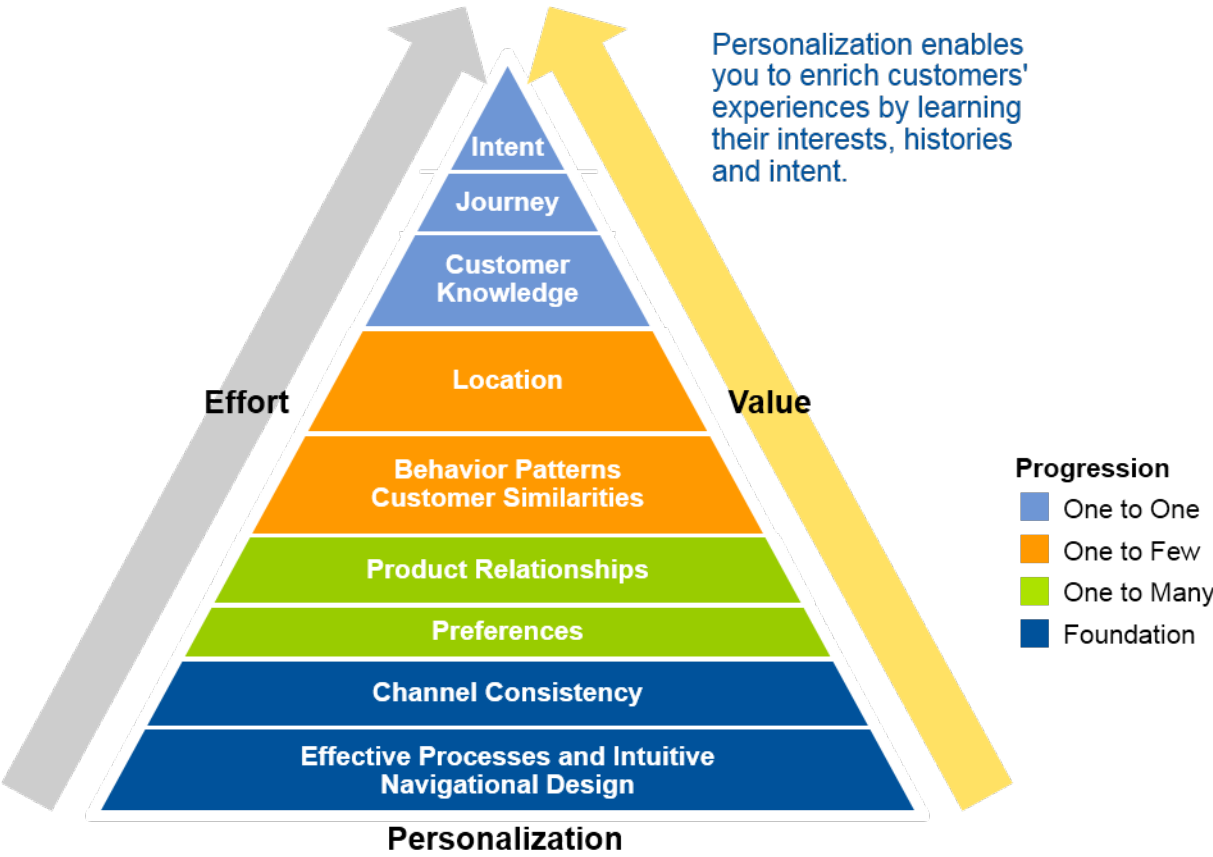 Personalization enables
you to enrich customers'
experiences by learning
their interests, histories
and intent.
Intent
Journey
Customer
Knowledge
Location
Effort
Value
Behavior Patterns
Customer Similarities
Product Relationships
Preferences
Channel Consistency
Effective Processes and Intuitive
Navigational Design
Personalization
Progression
One to One
One to Few
One to Many
Foundation